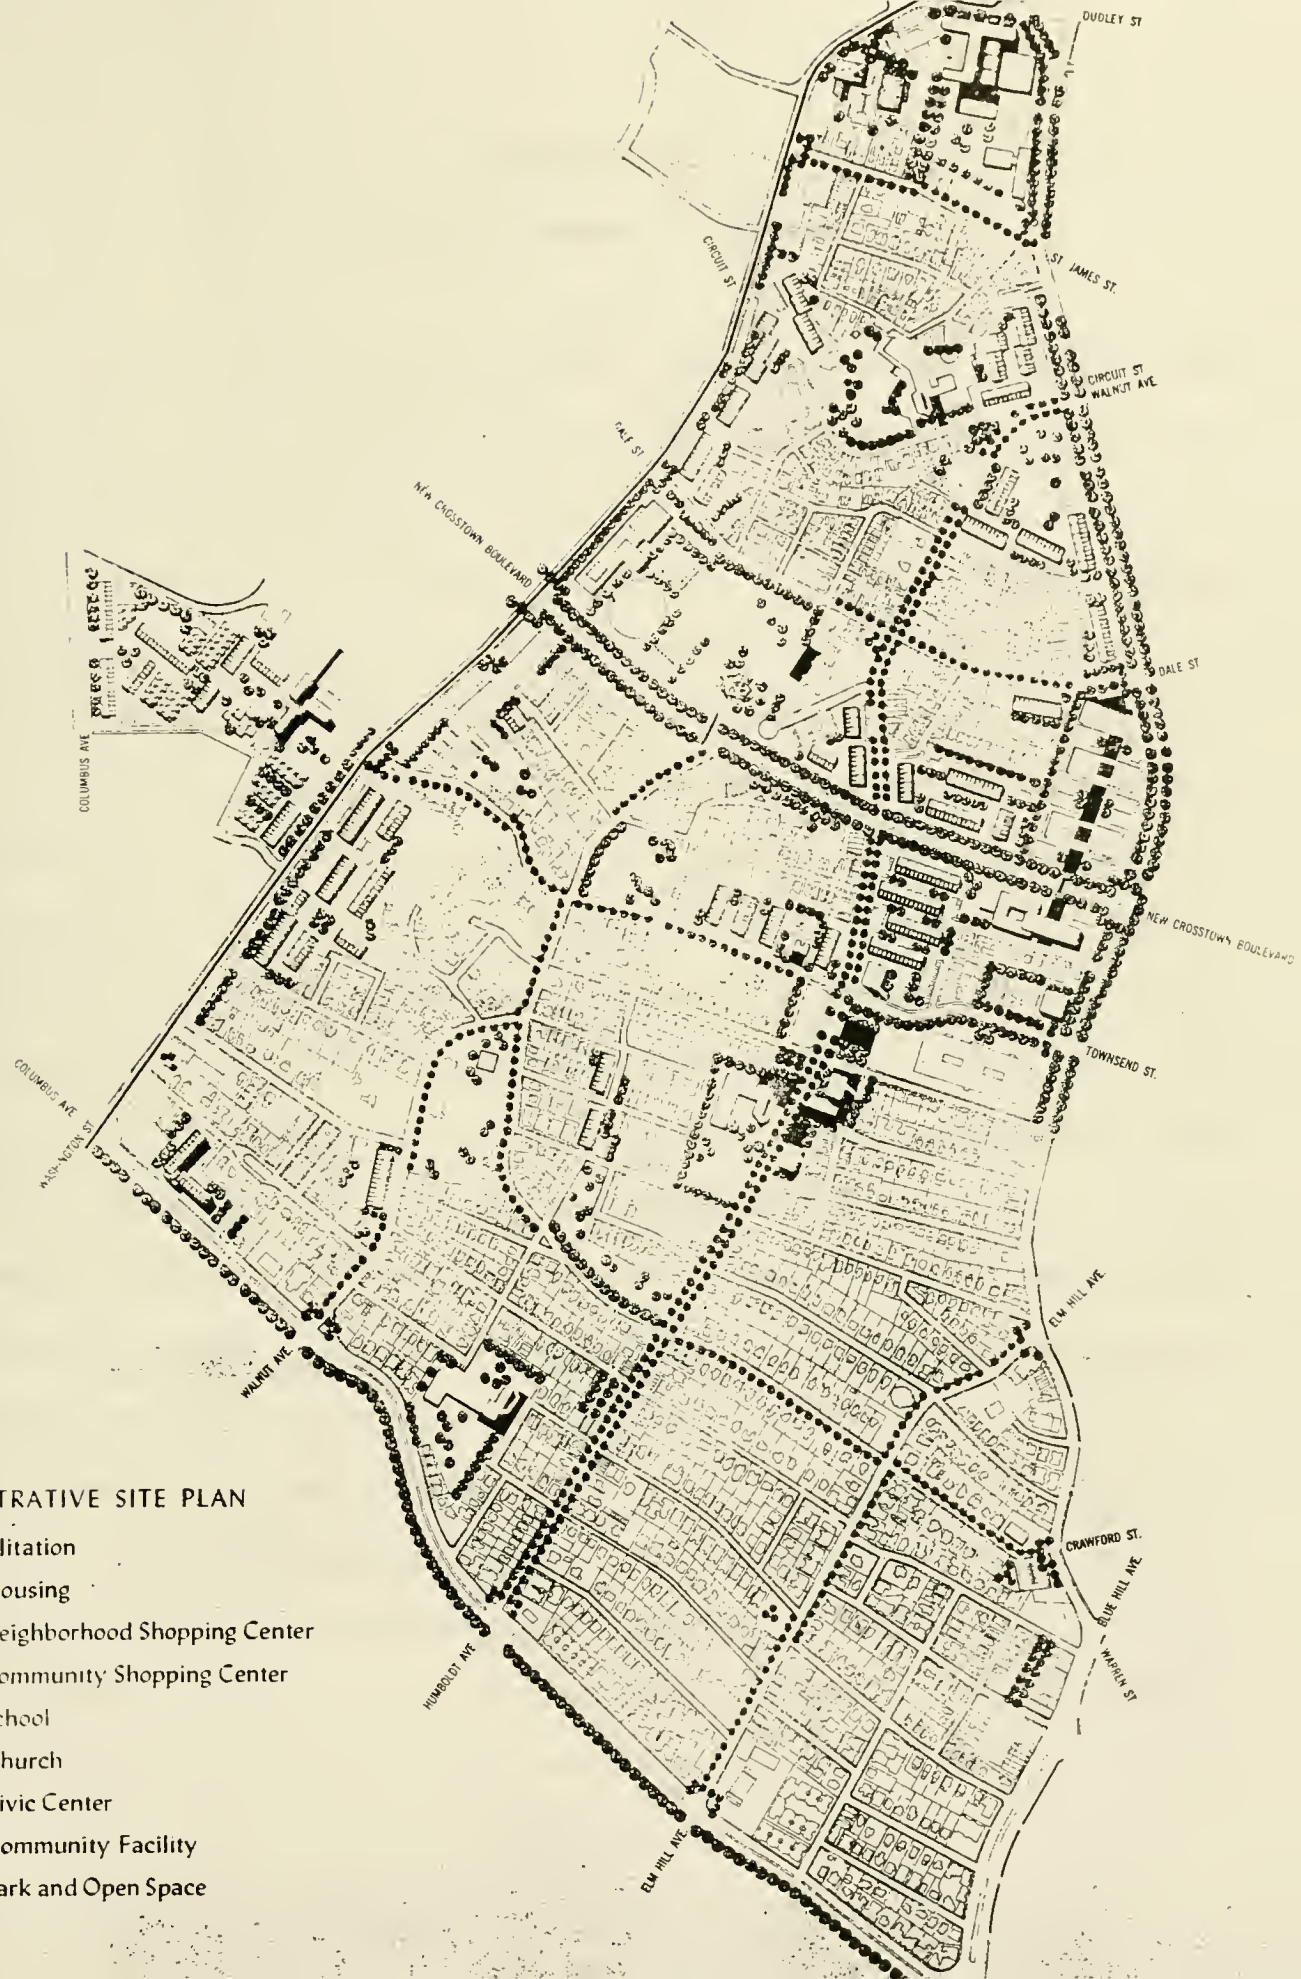 DUDLEY ST
CIRCUIT ST
ST JAMES ST.
CIRCUIT ST
WALNUT AVE
DALE ST
NEW CROSSTOWN BOULEVARD
DALE ST
COLUMBUS AVE
NEW CROSSTOWN BOULEVARD
TOWNSEND ST.
COLUMBUS AVE
WASHINGTON ST
ELM HILL AVE.
WALNUT AVE.
CRAWFORD ST.
BLUE HILL AVE.
WARREN ST
HUMBOLDT AVE
ELM HILL AVE.
TRATIVE SITE PLAN
litation
ousing
eighborhood Shopping Center
ommunity Shopping Center
chool
hurch
ivic Center
ommunity Facility
ark and Open Space